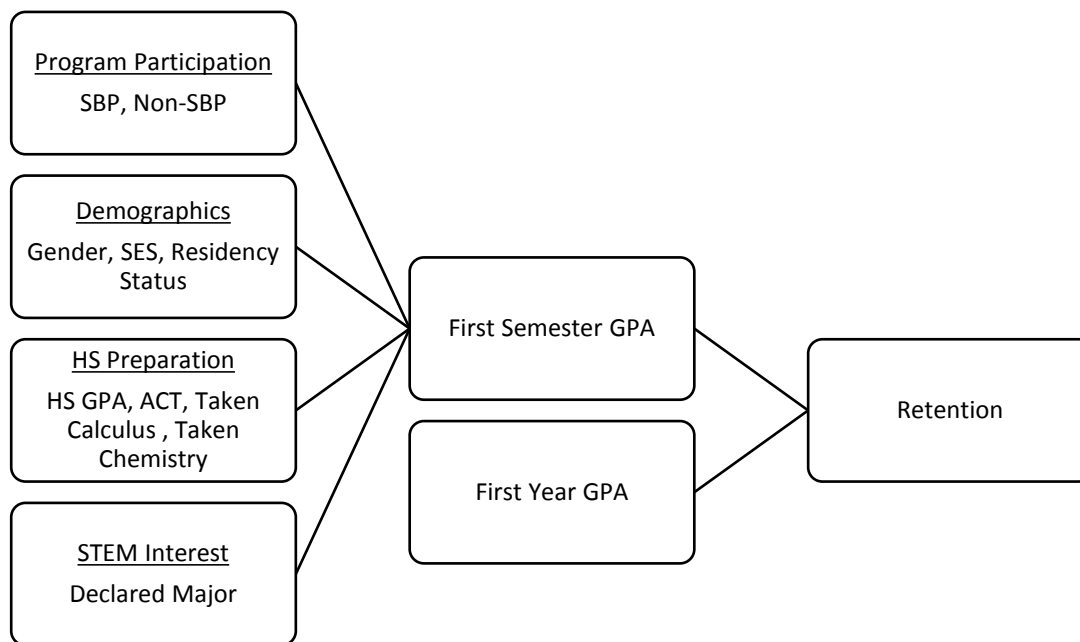 Program Participation
SBP, Non-SBP
Demographics
Gender, SES, Residency
Status
HS Preparation
HS GPA, ACT, Taken
Calculus , Taken
Chemistry
STEM Interest
Declared Major
First Semester GPA
First Year GPA
Retention